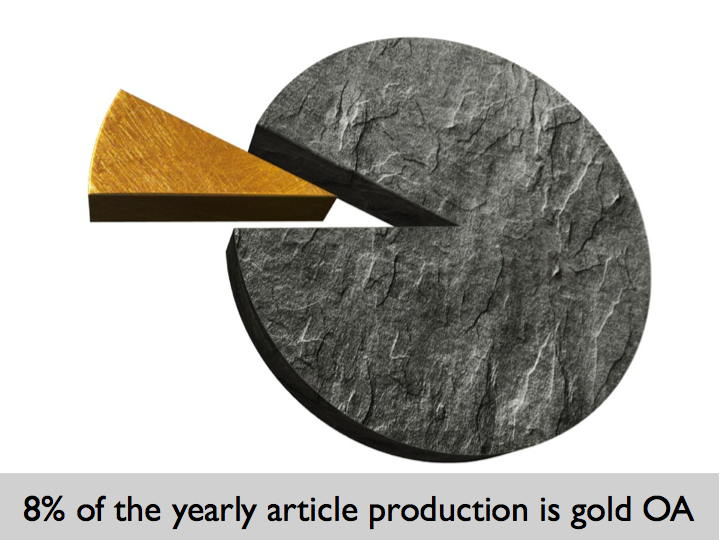 8% of the yearly article production is gold OA